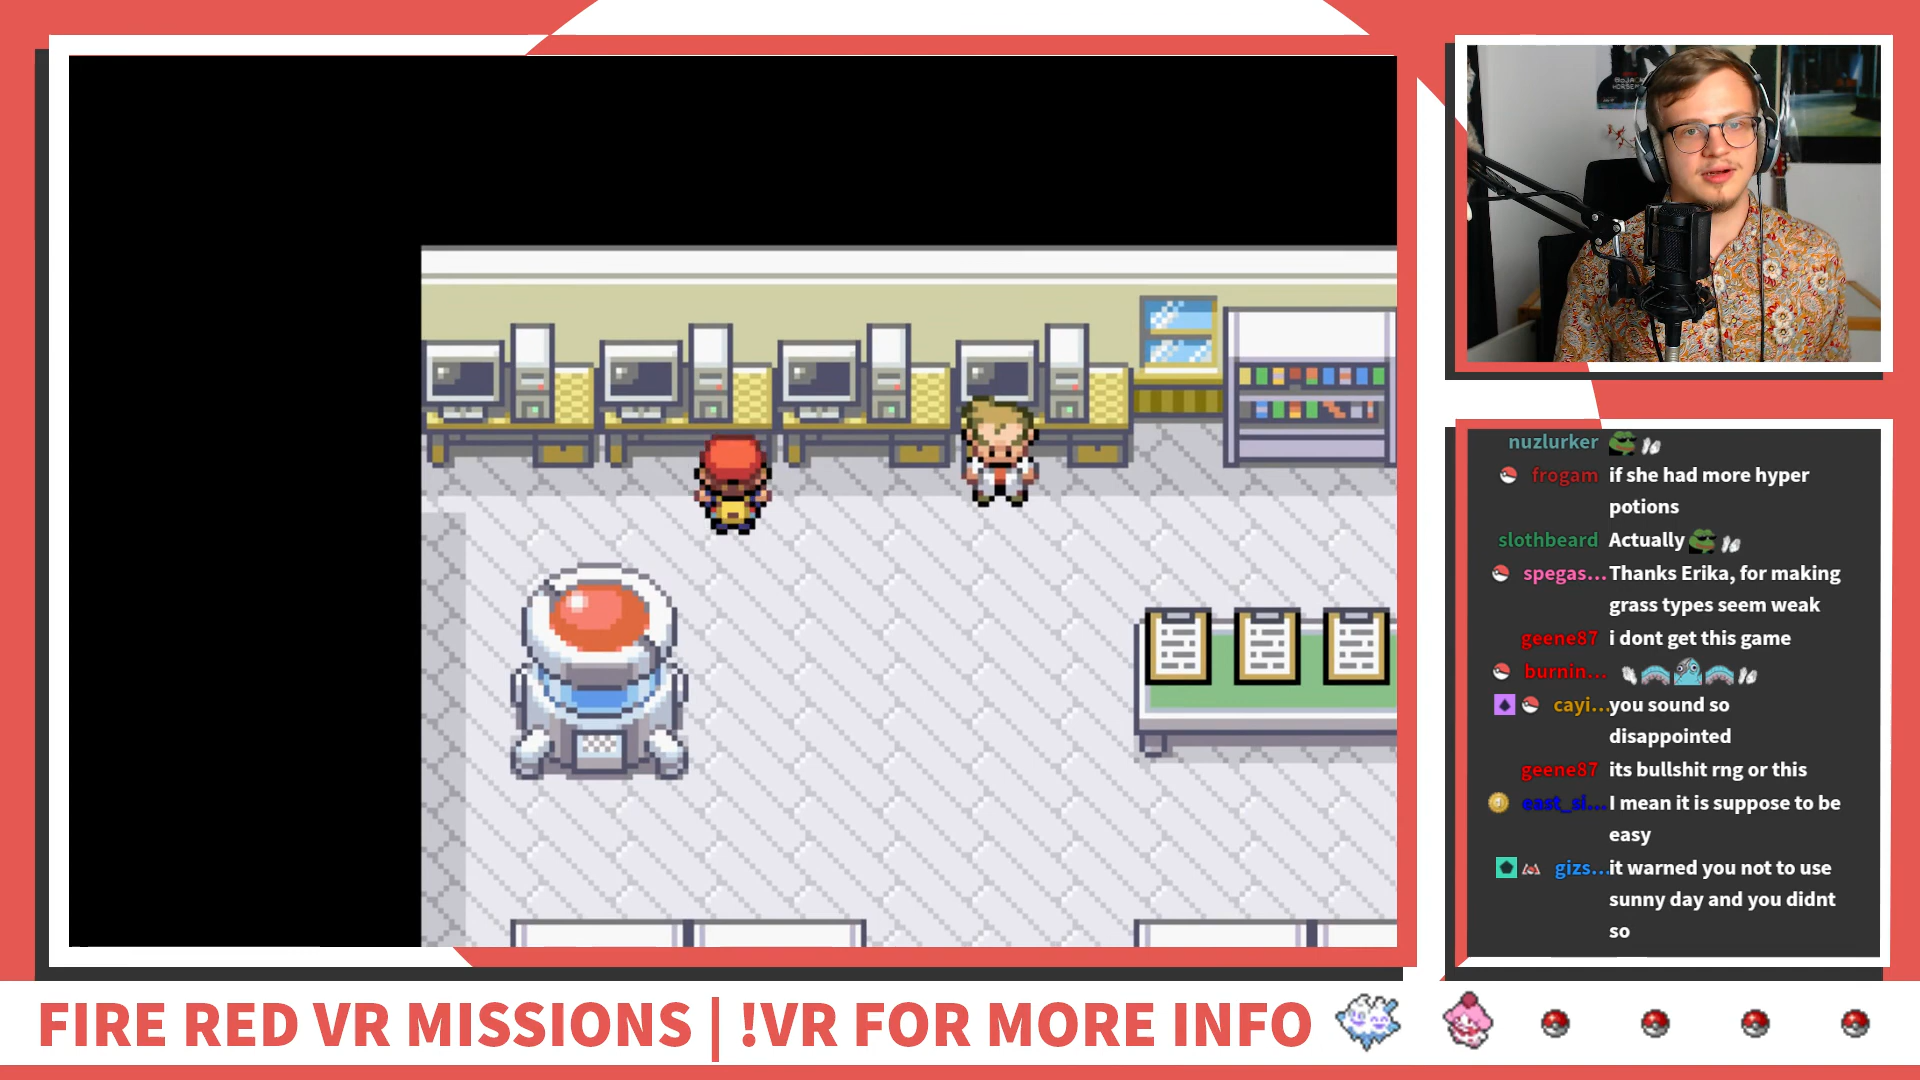 nuzlurker
frogam if she had more hyper
potions
slothbeard Actually
spegas... Thanks Erika, for making
grass types seem weak
geene87 i dont get this game
burnin...
cayi... you sound so
disappointed
geene87 its bullshit rng or this
east_si... I mean it is suppose to be
easy
gizs... it warned you not to use
sunny day and you didnt
so
FIRE RED VR MISSIONS | !VR FOR MORE INFO